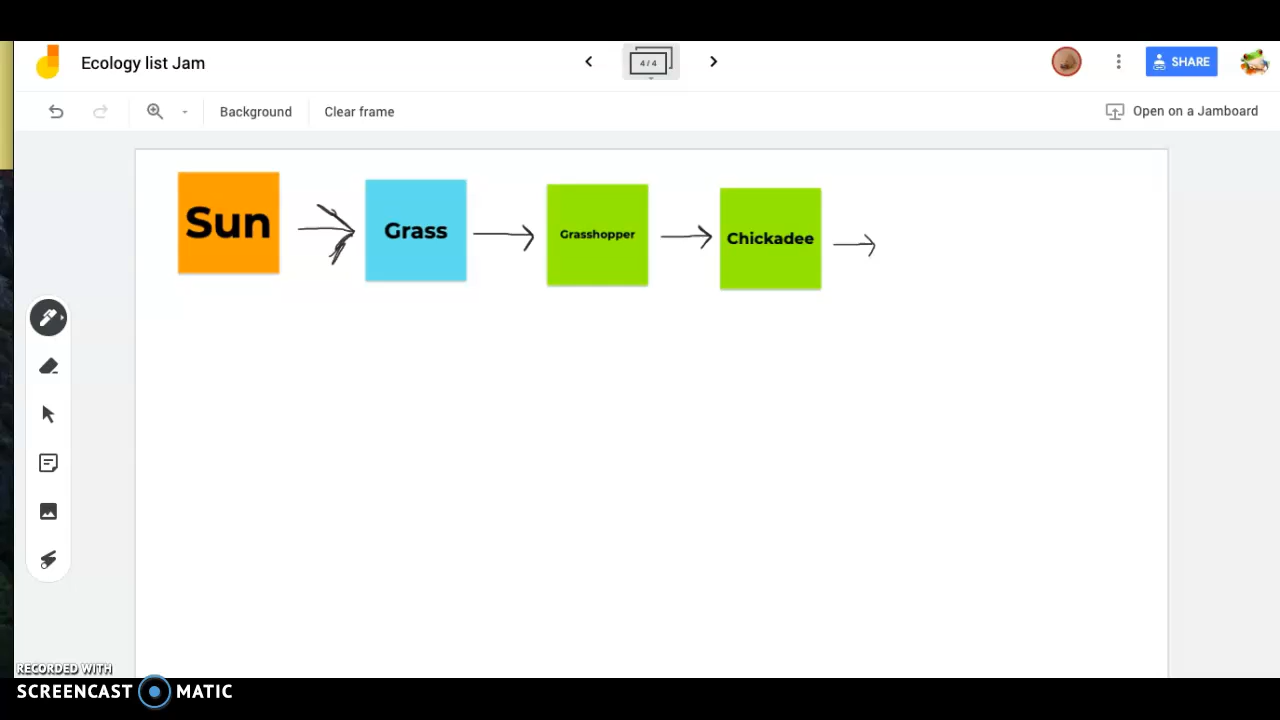 Ecology list Jam
4 / 4
SHARE
Background
Clear frame
Open on a Jamboard
Sun
Grass
Grasshopper
Chickadee
RECORDED WITH
SCREENCAST MATIC